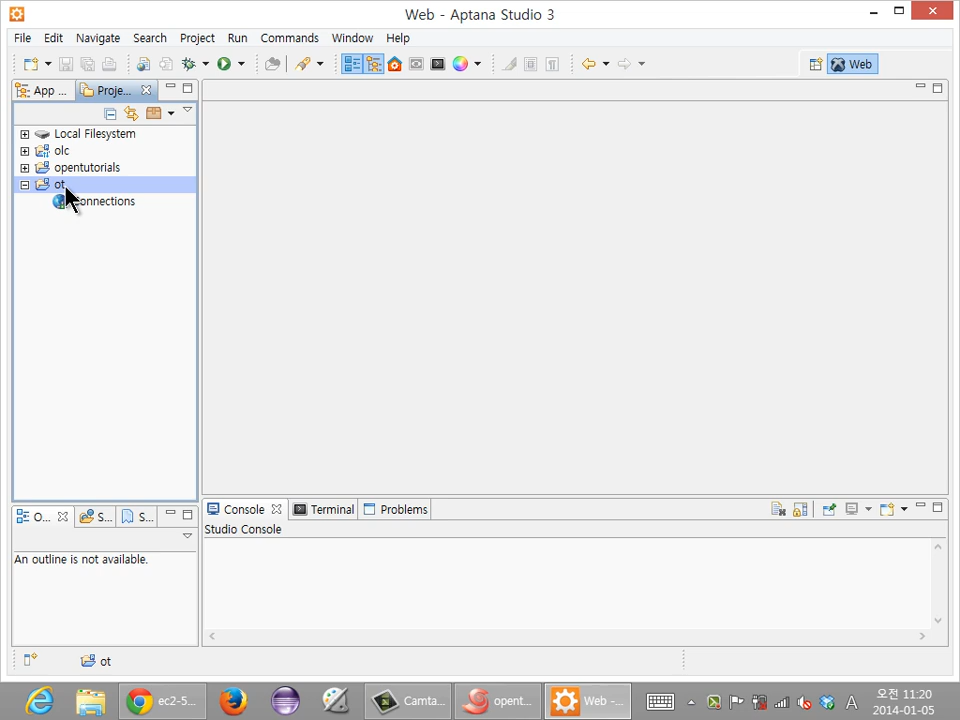 Web - Aptana Studio 3
File Edit Navigate Search Project Run Commands Window Help
Web
App ... Proje...
Local Filesystem
olc
opentutorials
ot
onnections
O... S... S...
An outline is not available.
Console Terminal Problems
Studio Console
ot
ec2-5... Camta... opent... Web -... A 오전 11:20
2014-01-05